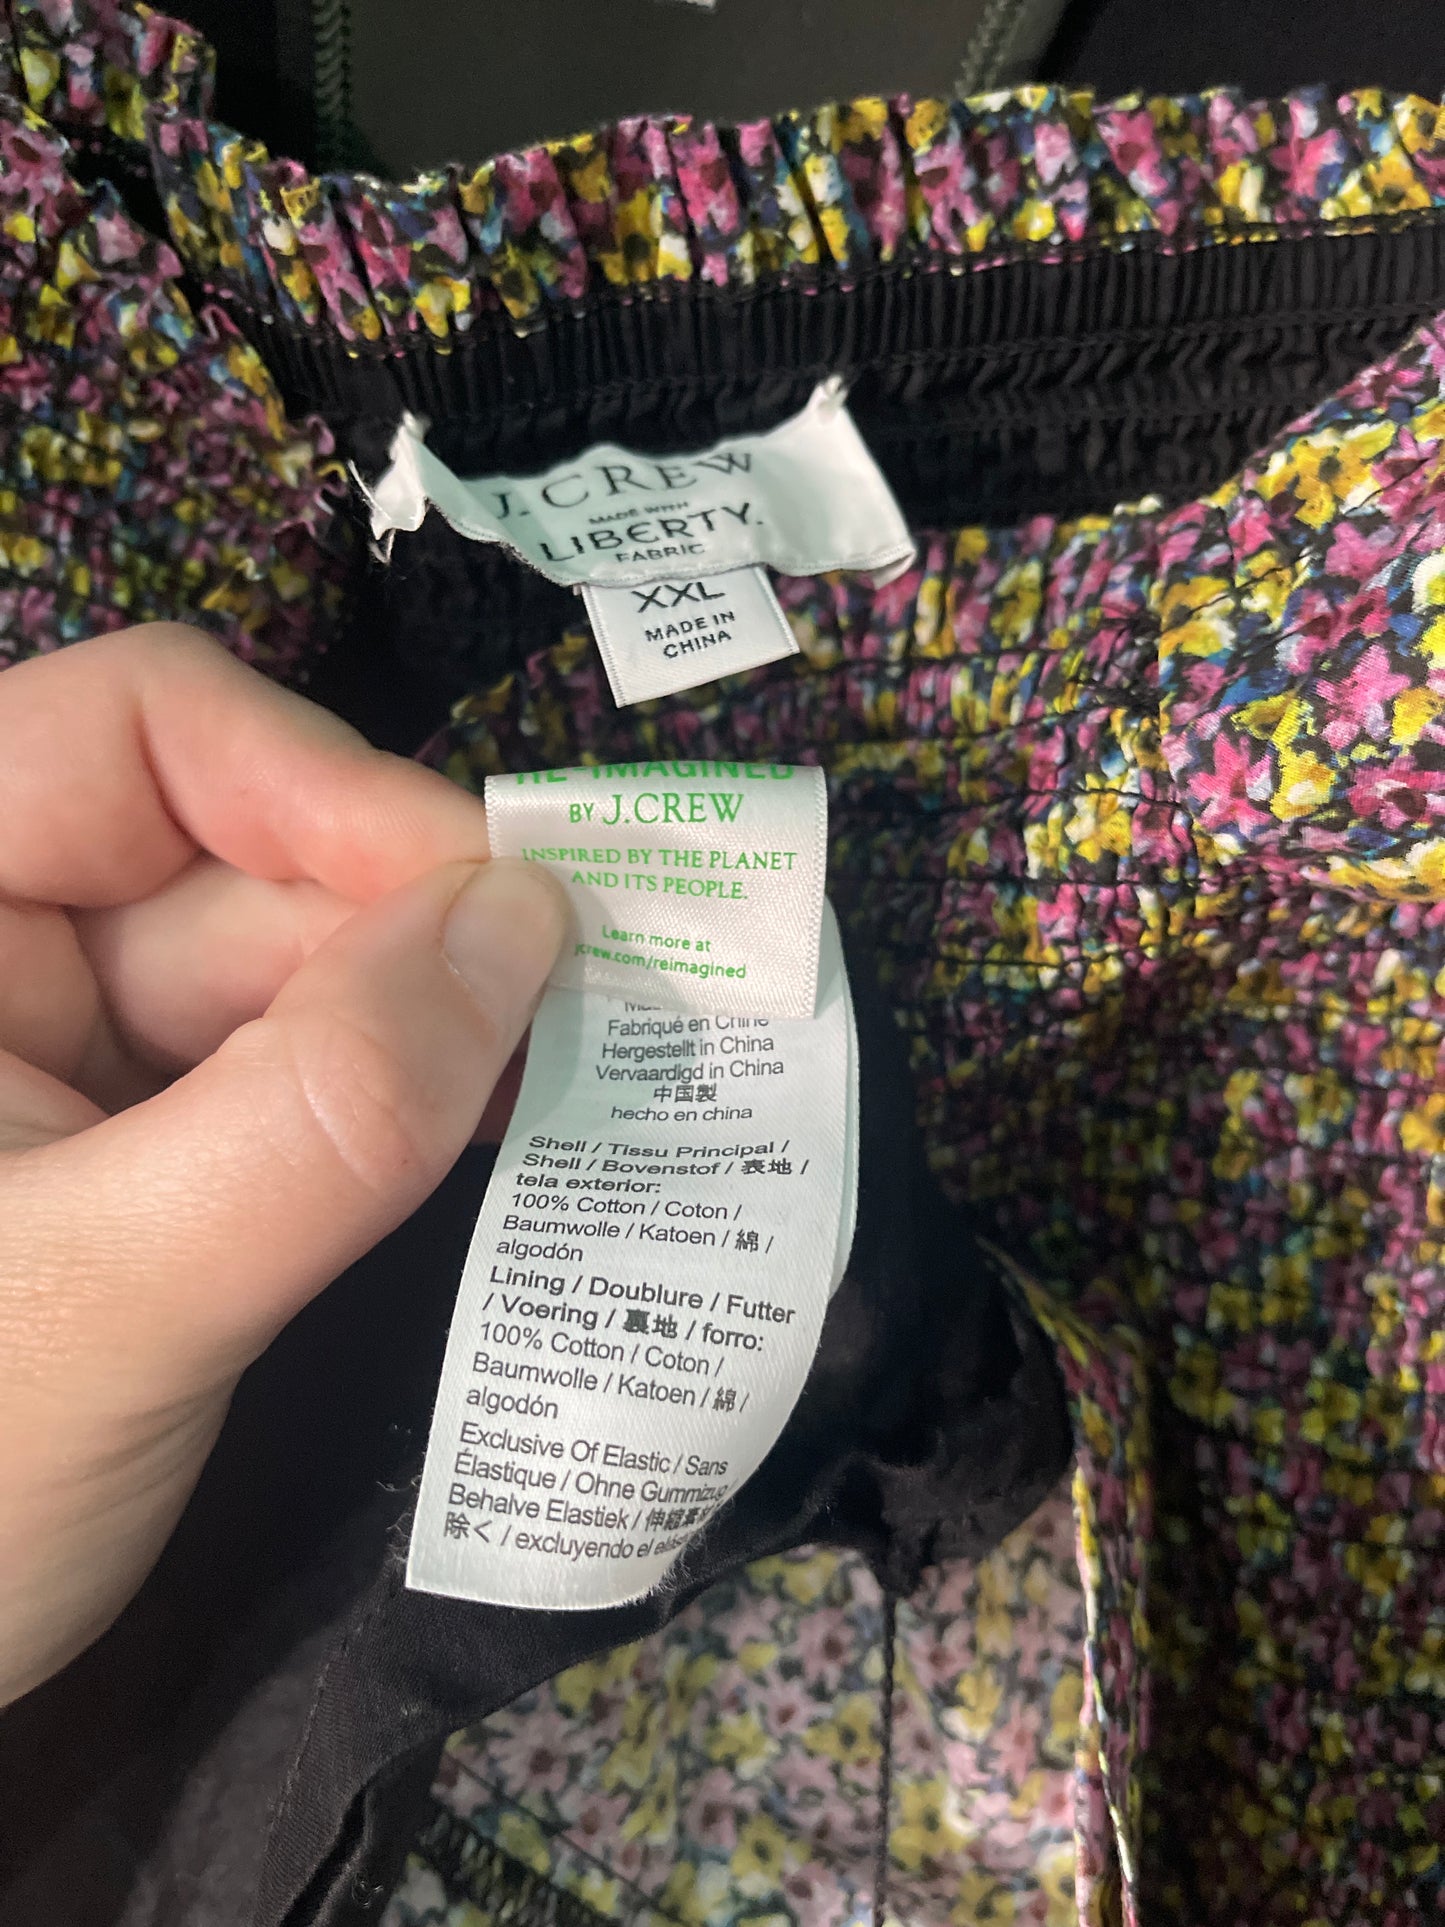 J.CREW
MADE WITH
LIBERTY.
FABRIC
XXL
MADE IN
CHINA
RE-IMAGINED
BY J.CREW
INSPIRED BY THE PLANET
AND ITS PEOPLE.
Learn more at
jcrew.com/reimagined
Fabriqué en Chine
Hergestellt in China
Vervaardigd in China
中国製
hecho en china
Shell / Tissu Principal /
Shell / Bovenstof / 表地 /
tela exterior:
100% Cotton / Coton /
Baumwolle / Katoen / 綿 /
algodón
Lining / Doublure / Futter
/ Voering / 裏地 / forro:
100% Cotton / Coton /
Baumwolle / Katoen / 綿 /
algodón
Exclusive Of Elastic / Sans
Élastique / Ohne Gummizug
Behalve Elastiek /
除く / excluyendo el